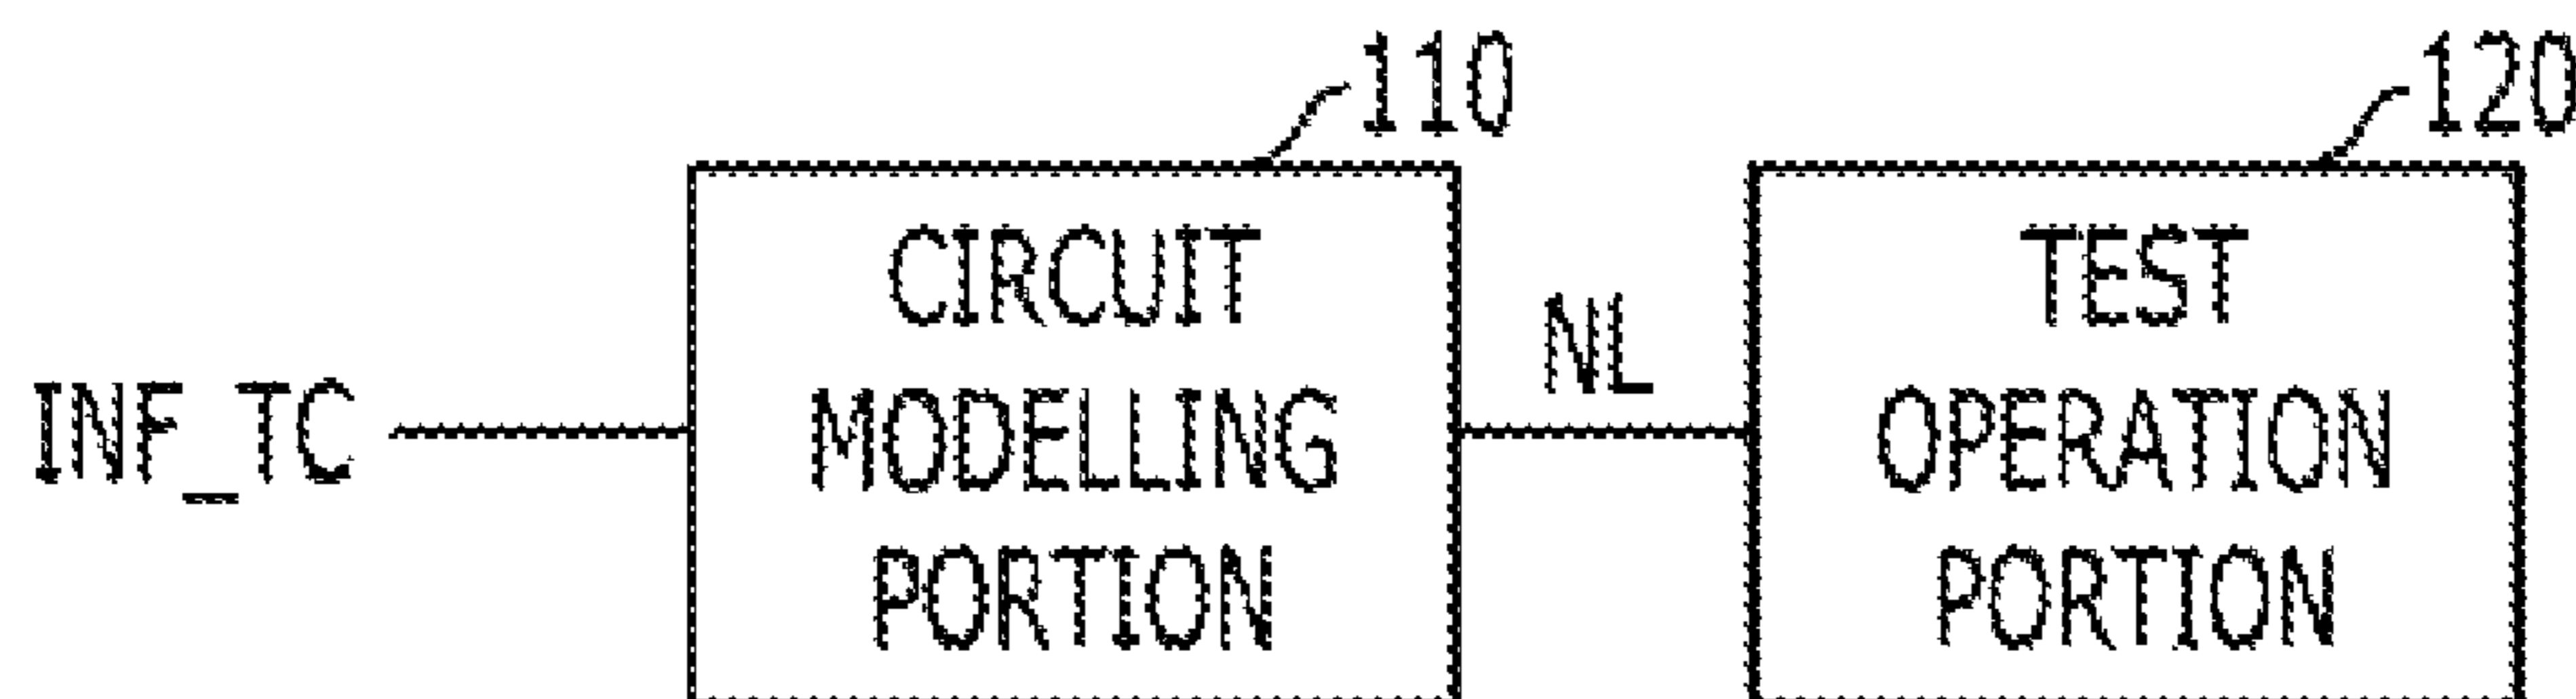 110
120
CIRCUIT
MODELLING
PORTION
TEST
OPERATION
PORTION
INF_TC
NL